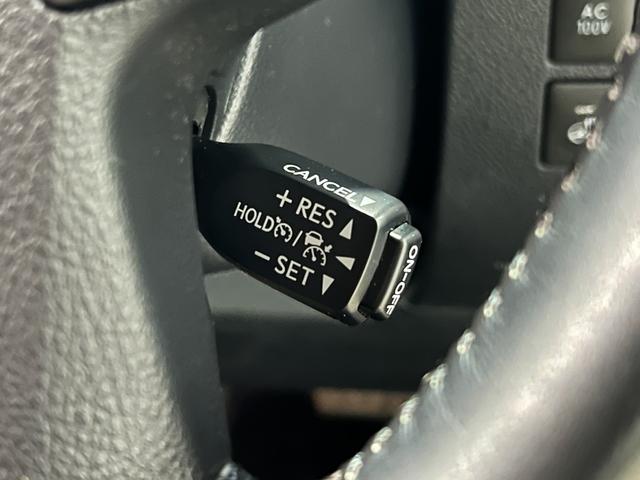 AC
100V
CANCEL
+ RES
HOLD /
− SET
ON-OFF